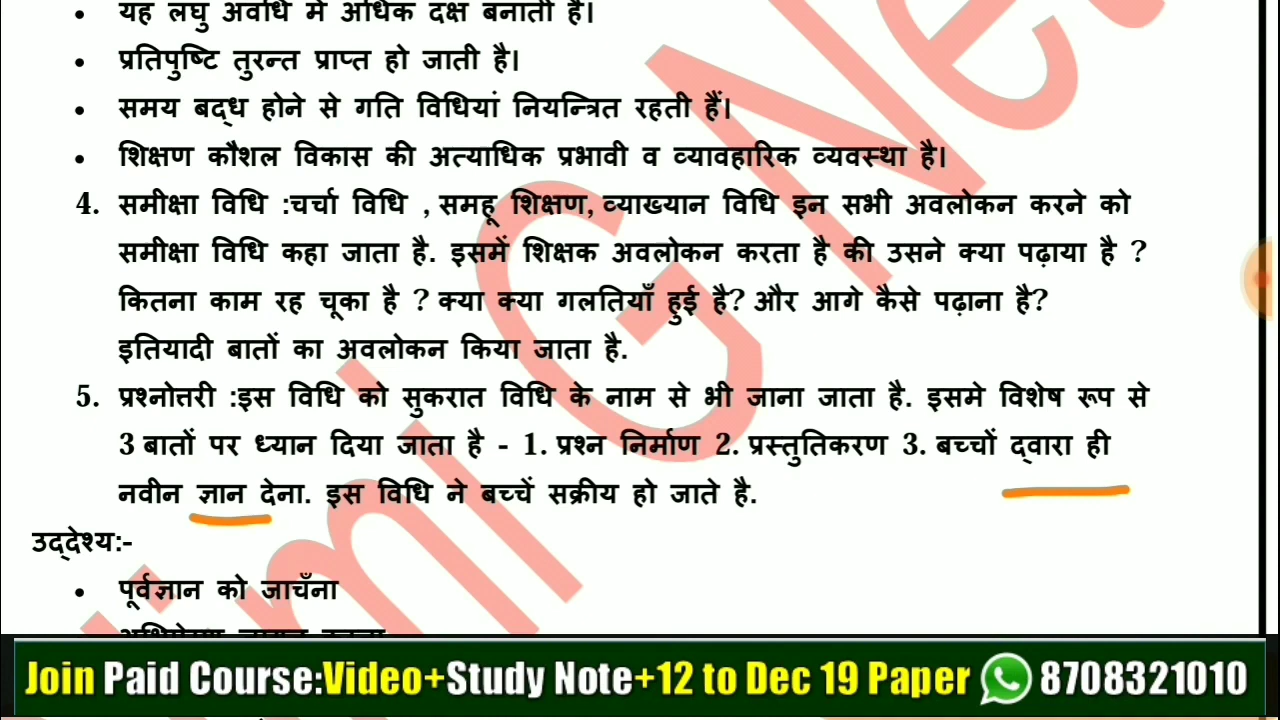 • यह लघु अवधि में अधिक दक्ष बनाती है।
• प्रतिपुष्टि तुरन्त प्राप्त हो जाती है।
• समय बद्ध होने से गति विधियां नियन्त्रित रहती हैं।
• शिक्षण कौशल विकास की अत्याधिक प्रभावी व व्यावहारिक व्यवस्था है।
4. समीक्षा विधि :चर्चा विधि , समहू शिक्षण, व्याख्यान विधि इन सभी अवलोकन करने को
समीक्षा विधि कहा जाता है. इसमें शिक्षक अवलोकन करता है की उसने क्या पढ़ाया है ?
कितना काम रह चूका है ? क्या क्या गलतियाँ हुई है? और आगे कैसे पढ़ाना है?
इतियादी बातों का अवलोकन किया जाता है.
5. प्रश्नोत्तरी :इस विधि को सुकरात विधि के नाम से भी जाना जाता है. इसमे विशेष रूप से
3 बातों पर ध्यान दिया जाता है - 1. प्रश्न निर्माण 2. प्रस्तुतिकरण 3. बच्चों द्वारा ही
नवीन ज्ञान देना. इस विधि ने बच्चें सक्रीय हो जाते है.
उद्देश्य:-
• पूर्वज्ञान को जाचँना
Join Paid Course:Video+Study Note+12 to Dec 19 Paper 8708321010